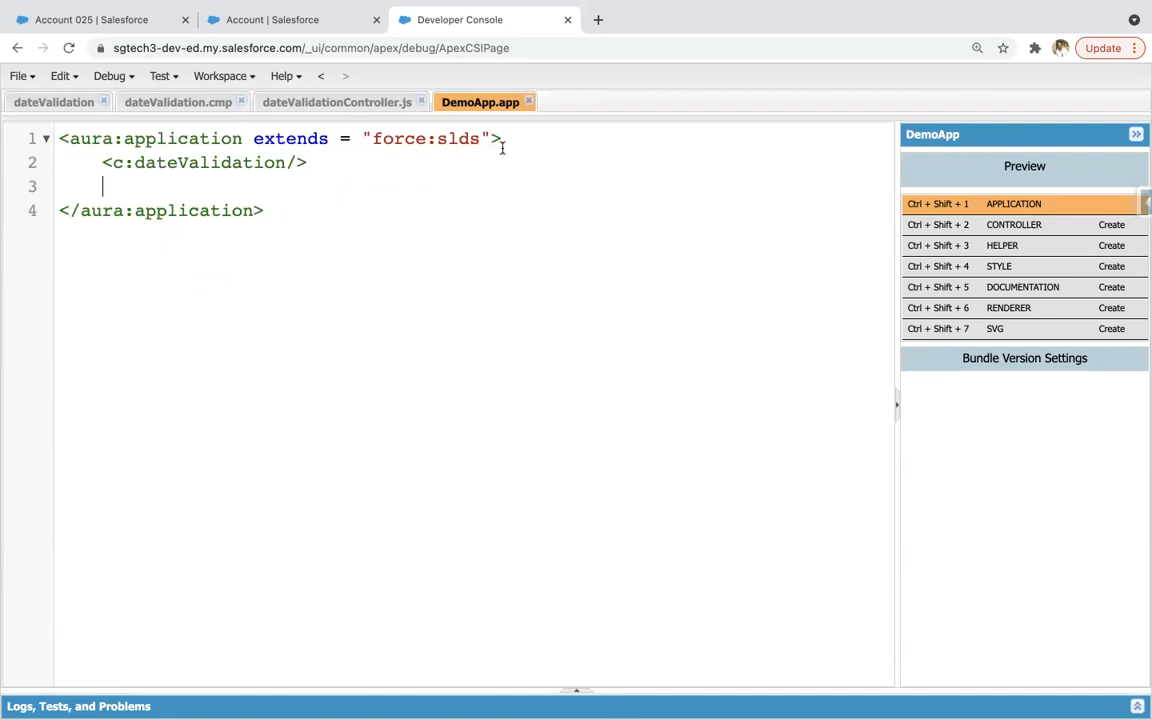 Account 025 | Salesforce
Account | Salesforce
Developer Console
sgtech3-dev-ed.my.salesforce.com/_ui/common/apex/debug/ApexCSIPage
Update
File Edit Debug Test Workspace Help < >
dateValidation
dateValidation.cmp
dateValidationController.js
DemoApp.app
1 <aura:application extends = "force:slds">
2 <c:dateValidation/>
3
4 </aura:application>
DemoApp
Preview
Ctrl + Shift + 1 APPLICATION
Ctrl + Shift + 2 CONTROLLER Create
Ctrl + Shift + 3 HELPER Create
Ctrl + Shift + 4 STYLE Create
Ctrl + Shift + 5 DOCUMENTATION Create
Ctrl + Shift + 6 RENDERER Create
Ctrl + Shift + 7 SVG Create
Bundle Version Settings
Logs, Tests, and Problems